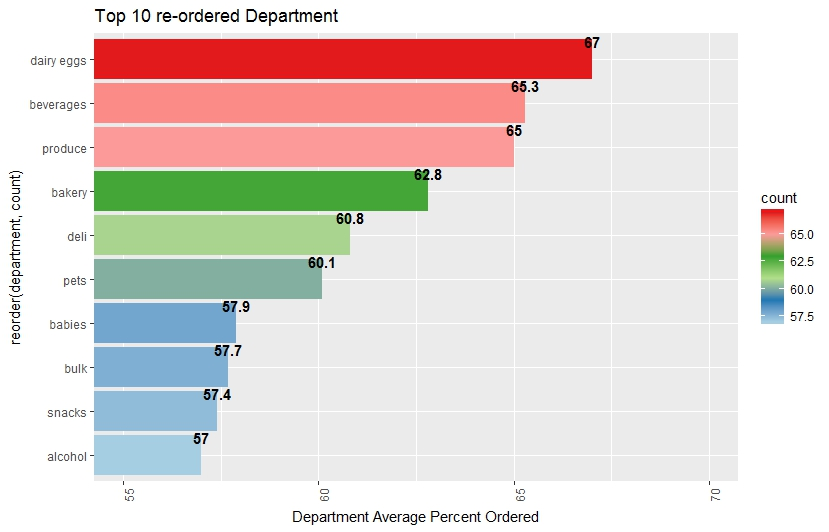 Top 10 re-ordered Department
reorder(department, count)
dairy eggs 67
beverages 65.3
produce 65
bakery 62.8
deli 60.8
pets 60.1
babies 57.9
bulk 57.7
snacks 57.4
alcohol 57
55 60 65 70
Department Average Percent Ordered
count
65.0
62.5
60.0
57.5